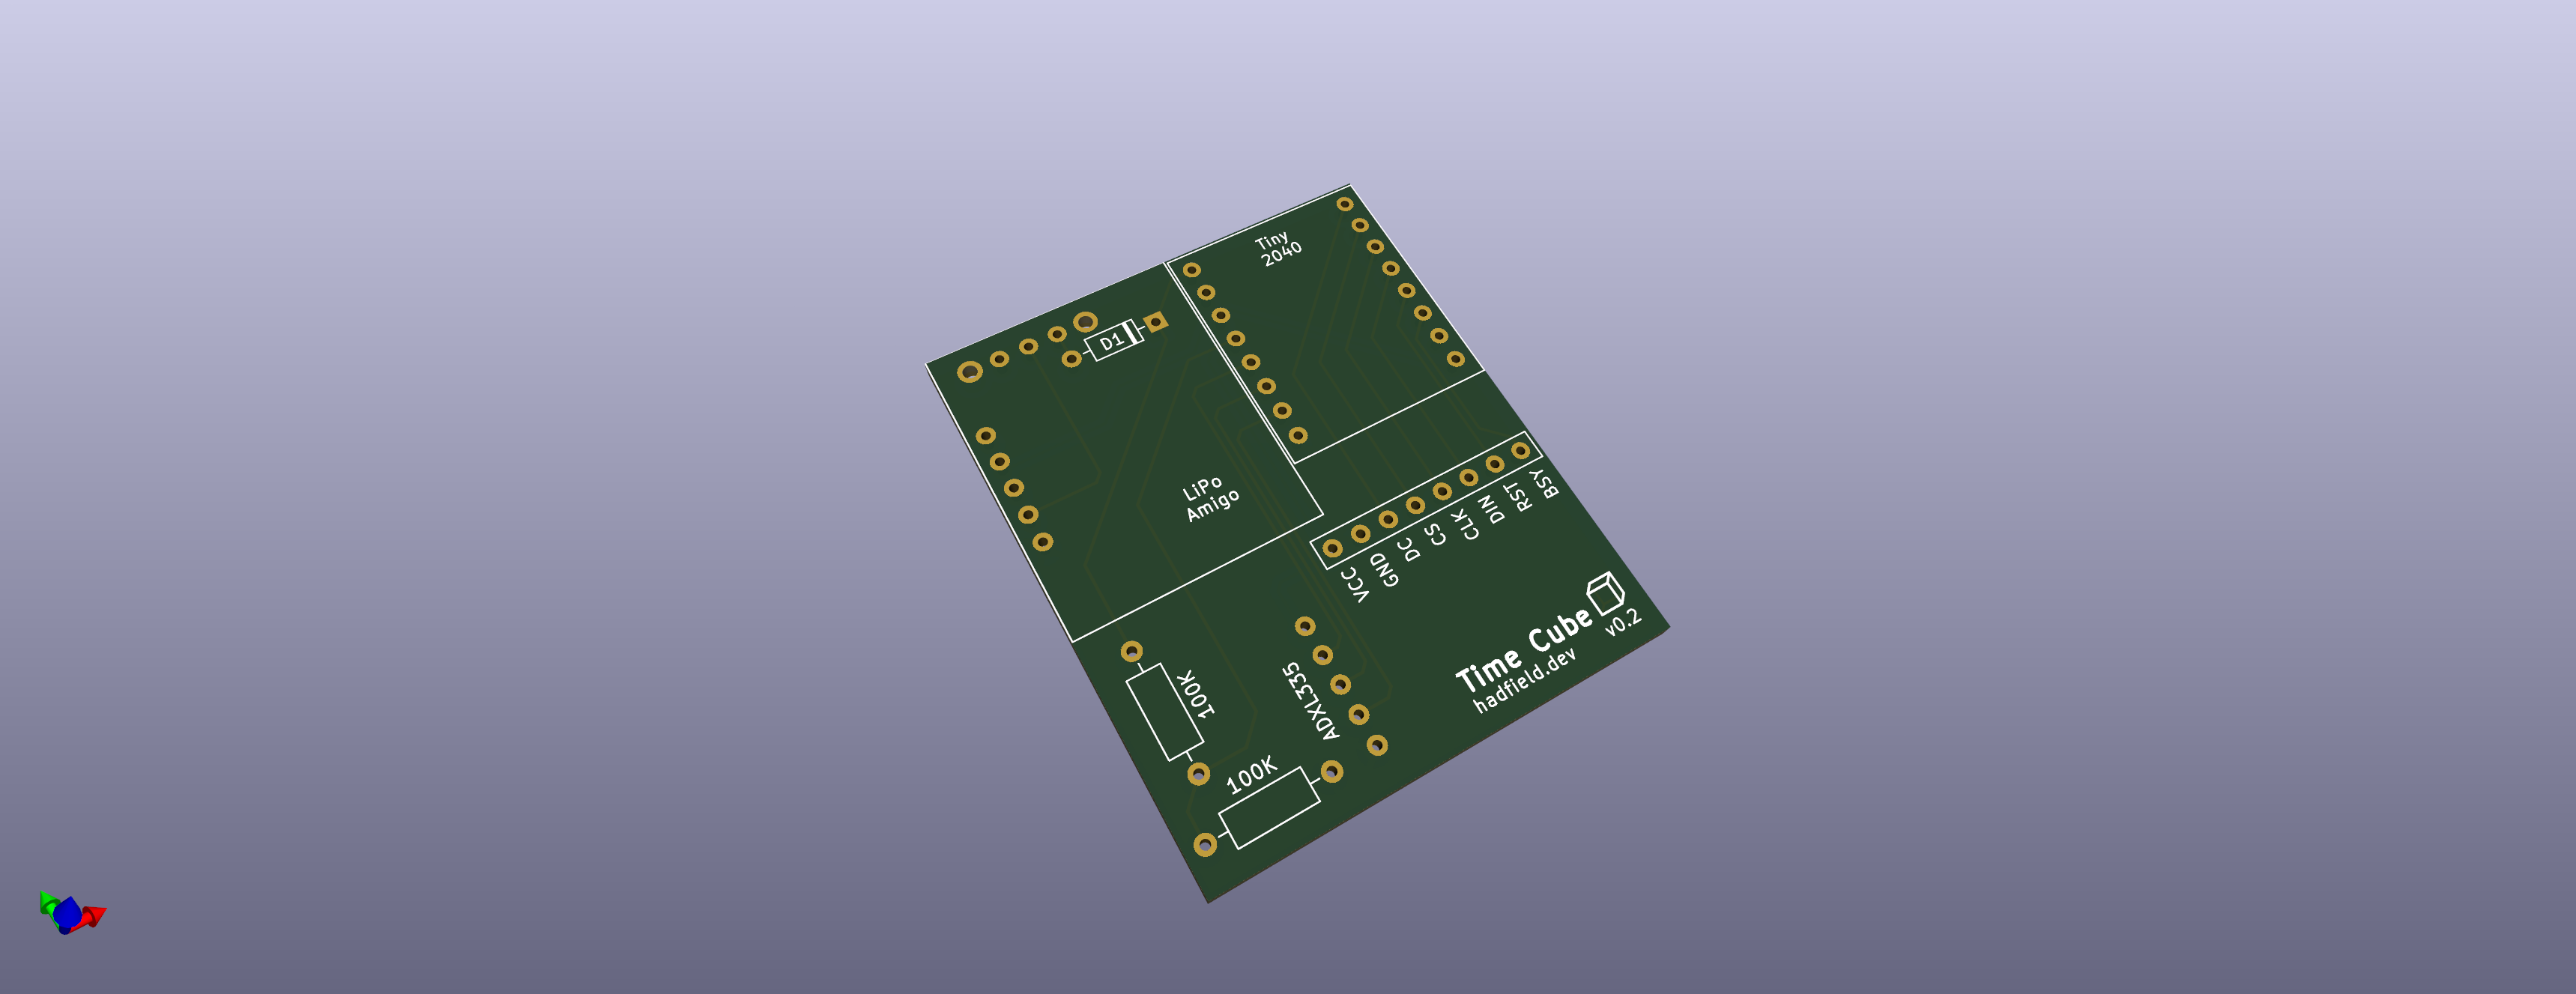 Tiny
2040
D1
LiPo
Amigo
VCC
GND
DC
CS
CLK
DIN
RST
BSY
100K
ADXL335
100K
Time Cube
v0.2
hadfield.dev